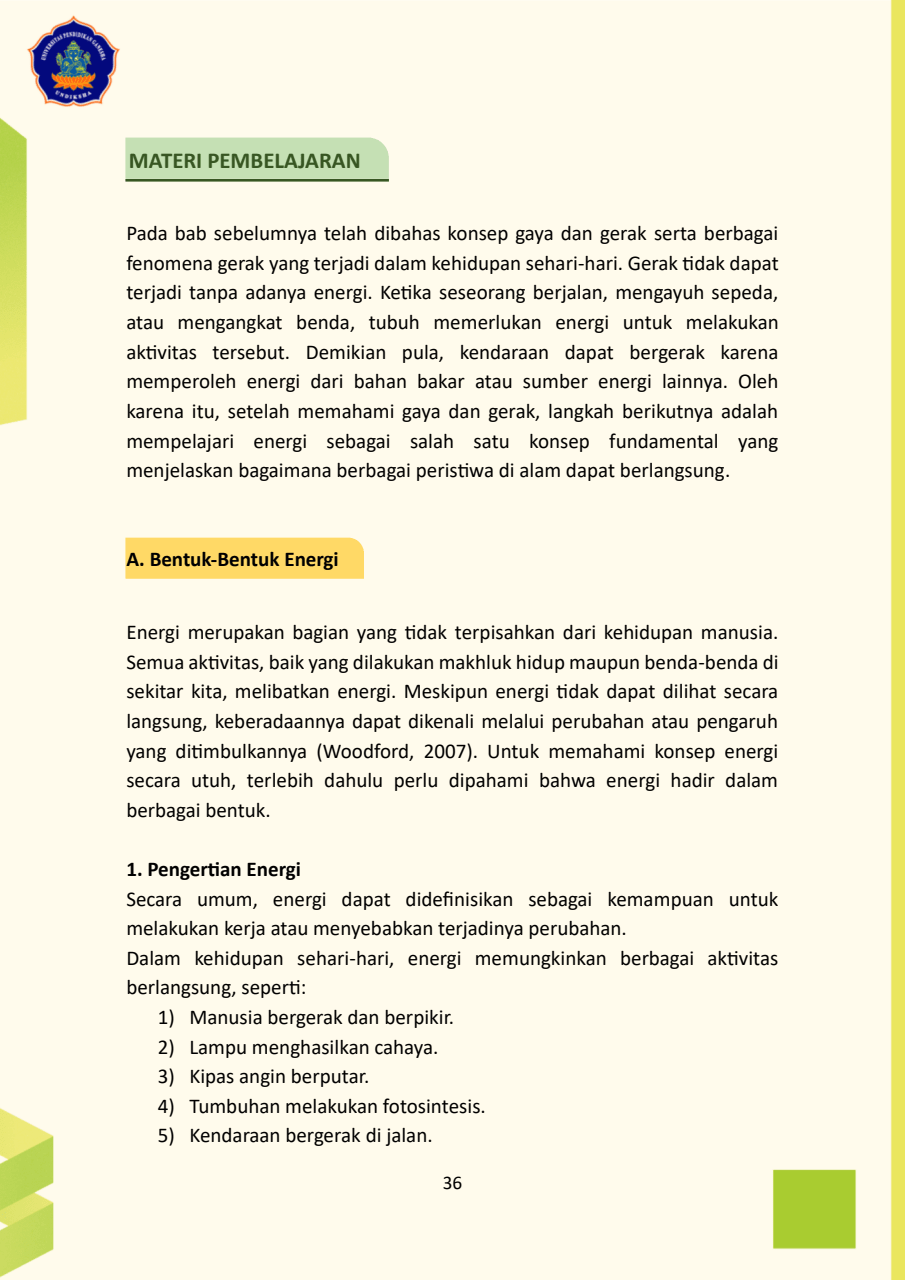 UNIVERSITAS PENDIDIKAN GANESHA
UNDIKSHA
MATERI PEMBELAJARAN
Pada bab sebelumnya telah dibahas konsep gaya dan gerak serta berbagai
fenomena gerak yang terjadi dalam kehidupan sehari-hari. Gerak tidak dapat
terjadi tanpa adanya energi. Ketika seseorang berjalan, mengayuh sepeda,
atau mengangkat benda, tubuh memerlukan energi untuk melakukan
aktivitas tersebut. Demikian pula, kendaraan dapat bergerak karena
memperoleh energi dari bahan bakar atau sumber energi lainnya. Oleh
karena itu, setelah memahami gaya dan gerak, langkah berikutnya adalah
mempelajari energi sebagai salah satu konsep fundamental yang
menjelaskan bagaimana berbagai peristiwa di alam dapat berlangsung.
A. Bentuk-Bentuk Energi
Energi merupakan bagian yang tidak terpisahkan dari kehidupan manusia.
Semua aktivitas, baik yang dilakukan makhluk hidup maupun benda-benda di
sekitar kita, melibatkan energi. Meskipun energi tidak dapat dilihat secara
langsung, keberadaannya dapat dikenali melalui perubahan atau pengaruh
yang ditimbulkannya (Woodford, 2007). Untuk memahami konsep energi
secara utuh, terlebih dahulu perlu dipahami bahwa energi hadir dalam
berbagai bentuk.
1. Pengertian Energi
Secara umum, energi dapat didefinisikan sebagai kemampuan untuk
melakukan kerja atau menyebabkan terjadinya perubahan.
Dalam kehidupan sehari-hari, energi memungkinkan berbagai aktivitas
berlangsung, seperti:
1) Manusia bergerak dan berpikir.
2) Lampu menghasilkan cahaya.
3) Kipas angin berputar.
4) Tumbuhan melakukan fotosintesis.
5) Kendaraan bergerak di jalan.
36